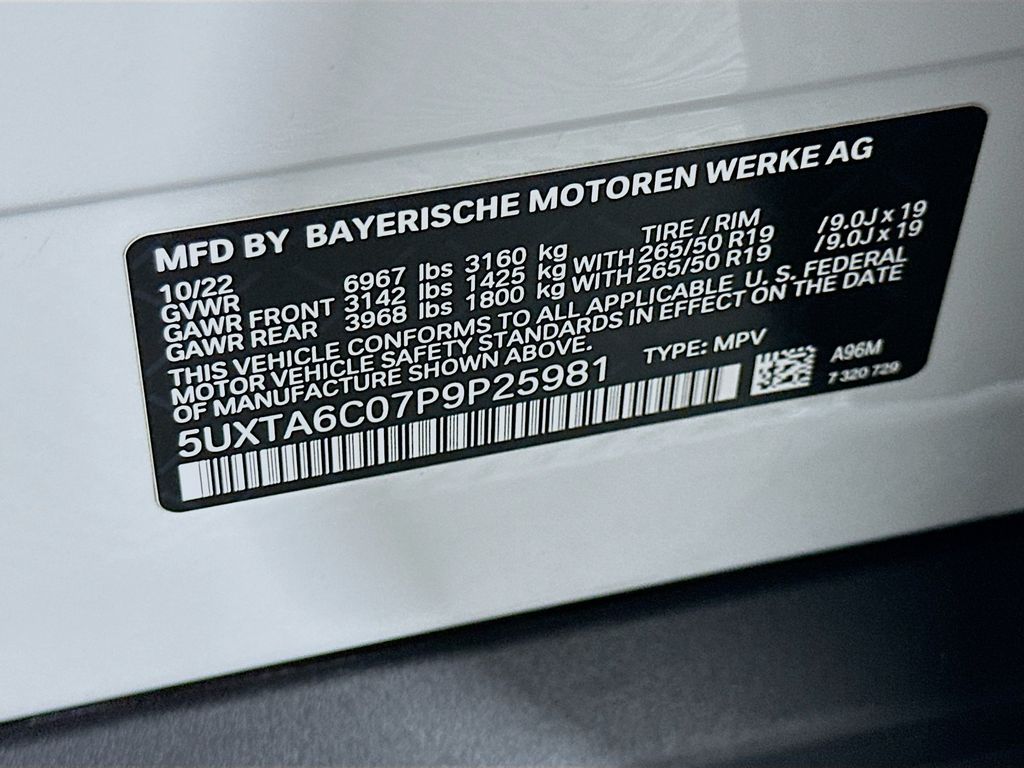 MFD BY BAYERISCHE MOTOREN WERKE AG
10/22 TIRE / RIM
GVWR 6967 lbs 3160 kg
GAWR FRONT 3142 lbs 1425 kg WITH 265/50 R19 /9.0J x 19
GAWR REAR 3968 lbs 1800 kg WITH 265/50 R19 /9.0J x 19
THIS VEHICLE CONFORMS TO ALL APPLICABLE U. S. FEDERAL
MOTOR VEHICLE SAFETY STANDARDS IN EFFECT ON THE DATE
OF MANUFACTURE SHOWN ABOVE.
5UXTA6C07P9P25981 TYPE: MPV
A96M
7 320 729